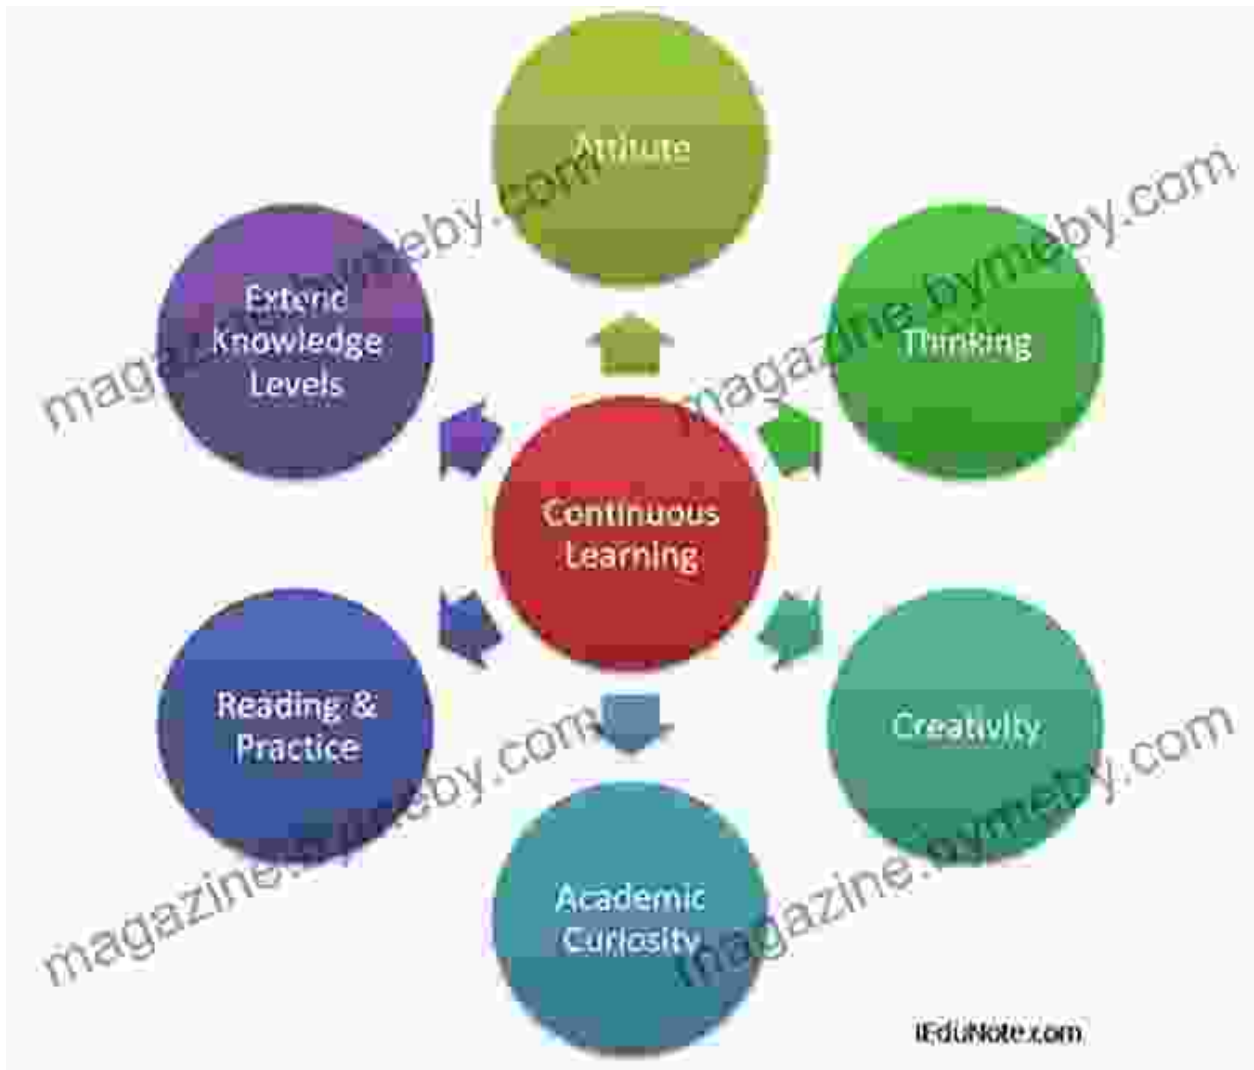 Attitute
Thinking
Creativity
Academic
Curiosity
Reading &
Practice
Extend
Knowledge
Levels
Continuous
Learning
magazine.bymeby.com
magazine.bymeby.com
magazine.bymeby.com
magazine.bymeby.com
iEduNote.com